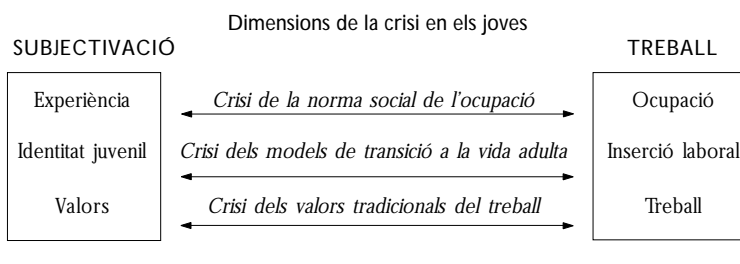 Dimensions de la crisi en els joves
SUBJECTIVACIÓ TREBALL
Experiència Crisi de la norma social de l'ocupació Ocupació
Identitat juvenil Crisi dels models de transició a la vida adulta Inserció laboral
Valors Crisi dels valors tradicionals del treball Treball